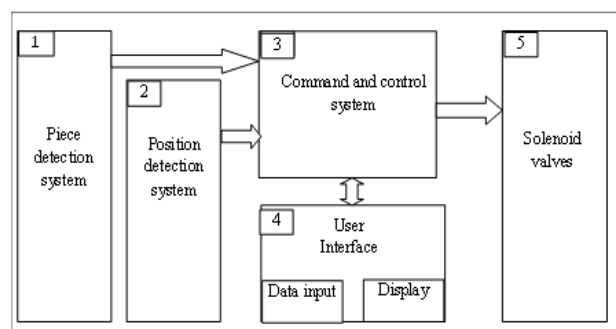 1
Piece
detection
system
2
Position
detection
system
3
Command and control
system
4
User
Interface
Data input
Display
5
Solenoid
valves